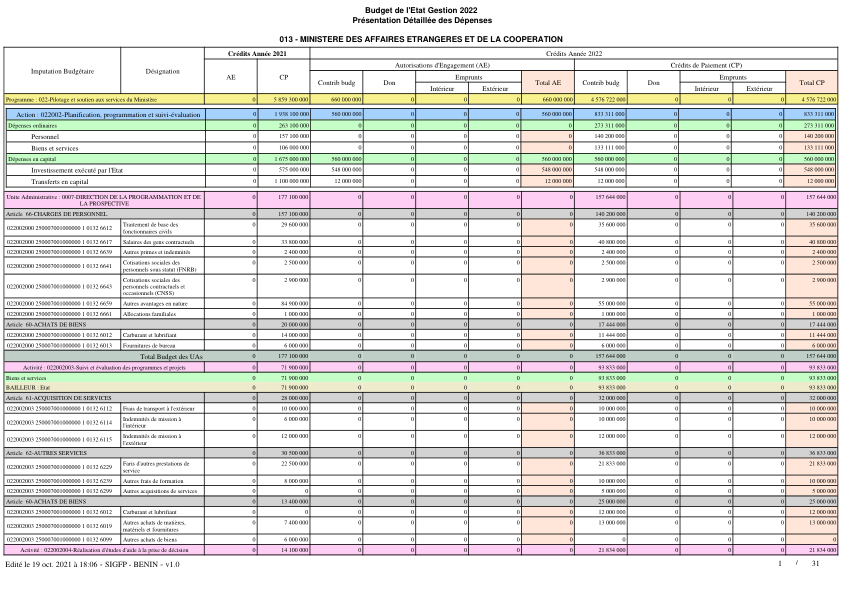 Budget de l'Etat Gestion 2022
Présentation Détaillée des Dépenses
013 - MINISTERE DES AFFAIRES ETRANGERES ET DE LA COOPERATION
Imputation Budgétaire Désignation Crédits Année 2021 Crédits Année 2022
AE CP Autorisations d'Engagement (AE) Crédits de Paiement (CP)
Contrib budg Don Emprunts Total AE Contrib budg Don Emprunts Total CP
Intérieur Extérieur Intérieur Extérieur
Programme : 022-Pilotage et soutien aux services du Ministère 0 5 859 300 000 660 000 000 0 0 0 660 000 000 4 576 722 000 0 0 0 4 576 722 000
Action : 022002-Planification, programmation et suivi-évaluation 0 1 938 100 000 560 000 000 0 0 0 560 000 000 833 311 000 0 0 0 833 311 000
Dépenses ordinaires 0 263 100 000 0 0 0 0 0 273 311 000 0 0 0 273 311 000
Personnel 0 157 100 000 0 0 0 0 0 140 200 000 0 0 0 140 200 000
Biens et services 0 106 000 000 0 0 0 0 0 133 111 000 0 0 0 133 111 000
Dépenses en capital 0 1 675 000 000 560 000 000 0 0 0 560 000 000 560 000 000 0 0 0 560 000 000
Investissement exécuté par l'Etat 0 575 000 000 548 000 000 0 0 0 548 000 000 548 000 000 0 0 0 548 000 000
Transferts en capital 0 1 100 000 000 12 000 000 0 0 0 12 000 000 12 000 000 0 0 0 12 000 000
Unite Administrative : 0007-DIRECTION DE LA PROGRAMMATION ET DE 0 177 100 000 0 0 0 0 0 157 644 000 0 0 0 157 644 000
LA PROSPECTIVE
Article 66-CHARGES DE PERSONNEL 0 157 100 000 0 0 0 0 0 140 200 000 0 0 0 140 200 000
022002000 250007001000000 1 0132 6612 Traitement de base des 0 29 600 000 0 0 0 0 0 35 600 000 0 0 0 35 600 000
fonctionnaires civils
022002000 250007001000000 1 0132 6617 Salaires des gens contractuels 0 33 800 000 0 0 0 0 0 40 800 000 0 0 0 40 800 000
022002000 250007001000000 1 0132 6639 Autres primes et indemnités 0 2 400 000 0 0 0 0 0 2 400 000 0 0 0 2 400 000
022002000 250007001000000 1 0132 6641 Cotisations sociales des 0 2 500 000 0 0 0 0 0 2 500 000 0 0 0 2 500 000
personnels sous statut (FNRB)
022002000 250007001000000 1 0132 6643 Cotisations sociales des 0 2 900 000 0 0 0 0 0 2 900 000 0 0 0 2 900 000
personnels contractuels et
occasionnels (CNSS)
022002000 250007001000000 1 0132 6659 Autres avantages en nature 0 84 900 000 0 0 0 0 0 55 000 000 0 0 0 55 000 000
022002000 250007001000000 1 0132 6661 Allocations familiales 0 1 000 000 0 0 0 0 0 1 000 000 0 0 0 1 000 000
Article 60-ACHATS DE BIENS 0 20 000 000 0 0 0 0 0 17 444 000 0 0 0 17 444 000
022002000 250007001000000 1 0132 6012 Carburant et lubrifiant 0 14 000 000 0 0 0 0 0 11 444 000 0 0 0 11 444 000
022002000 250007001000000 1 0132 6013 Fournitures de bureau 0 6 000 000 0 0 0 0 0 6 000 000 0 0 0 6 000 000
Total Budget des UAs 0 177 100 000 0 0 0 0 0 157 644 000 0 0 0 157 644 000
Activité : 022002003-Suivi et évaluation des programmes et projets 0 71 900 000 0 0 0 0 0 93 833 000 0 0 0 93 833 000
Biens et services 0 71 900 000 0 0 0 0 0 93 833 000 0 0 0 93 833 000
BAILLEUR : Etat 0 71 900 000 0 0 0 0 0 93 833 000 0 0 0 93 833 000
Article 61-ACQUISITION DE SERVICES 0 28 000 000 0 0 0 0 0 32 000 000 0 0 0 32 000 000
022002003 250007001000000 1 0132 6112 Frais de transport à l'extérieur 0 10 000 000 0 0 0 0 0 10 000 000 0 0 0 10 000 000
022002003 250007001000000 1 0132 6114 Indemnités de mission à 0 6 000 000 0 0 0 0 0 10 000 000 0 0 0 10 000 000
l'intérieur
022002003 250007001000000 1 0132 6115 Indemnités de mission à 0 12 000 000 0 0 0 0 0 12 000 000 0 0 0 12 000 000
l'extérieur
Article 62-AUTRES SERVICES 0 30 500 000 0 0 0 0 0 36 833 000 0 0 0 36 833 000
022002003 250007001000000 1 0132 6229 Faris d'autres prestations de 0 22 500 000 0 0 0 0 0 21 833 000 0 0 0 21 833 000
service
022002003 250007001000000 1 0132 6239 Autres frais de formation 0 8 000 000 0 0 0 0 0 10 000 000 0 0 0 10 000 000
022002003 250007001000000 1 0132 6299 Autres acquisitions de services 0 0 0 0 0 0 0 5 000 000 0 0 0 5 000 000
Article 60-ACHATS DE BIENS 0 13 400 000 0 0 0 0 0 25 000 000 0 0 0 25 000 000
022002003 250007001000000 1 0132 6012 Carburant et lubrifiant 0 0 0 0 0 0 0 12 000 000 0 0 0 12 000 000
022002003 250007001000000 1 0132 6019 Autres achats de matières, 0 7 400 000 0 0 0 0 0 13 000 000 0 0 0 13 000 000
matériels et fournitures
022002003 250007001000000 1 0132 6099 Autres achats de biens 0 6 000 000 0 0 0 0 0 0 0 0 0 0
Activité : 022002004-Réalisation d'études d'aide à la prise de décision 0 14 100 000 0 0 0 0 0 21 834 000 0 0 0 21 834 000
Edité le 19 oct. 2021 à 18:06 - SIGFP - BENIN - v1.0 1 / 31